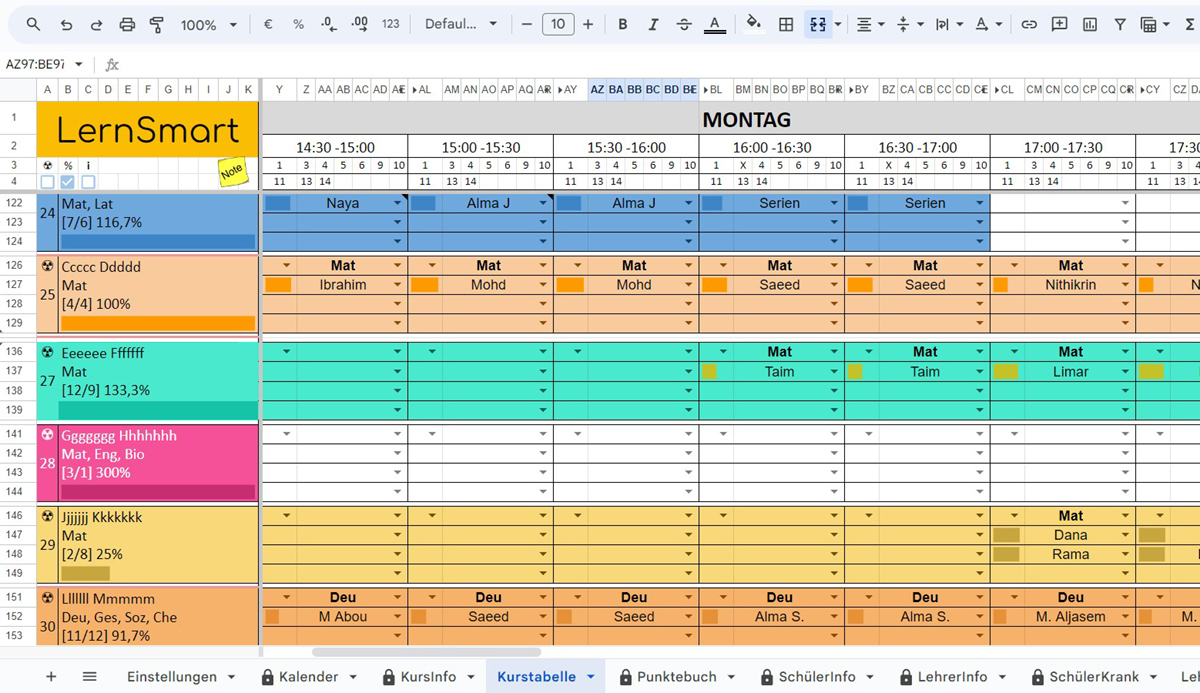 100% € % .0 .00 123 Defaul... − 10 + B I S A Σ
AZ97:BE97 fx
A B C D E F G H I J K Y Z AA AB AC AD AE AL AM AN AO AP AQ AR AY AZ BA BB BC BD BE BL BM BN BO BP BQ BR BY BZ CA CB CC CD CE CL CM CN CO CP CQ CR CY CZ
1 LernSmart MONTAG
2 14:30 -15:00 15:00 -15:30 15:30 -16:00 16:00 -16:30 16:30 -17:00 17:00 -17:30 17:30
3 ☢ % i 1 3 4 5 6 9 10 1 3 4 5 6 9 10 1 3 4 5 6 9 10 1 X 4 5 6 9 10 1 X 4 5 6 9 10 1 3 4 5 6 9 10 1 3 4
4 Note 11 13 14 11 13 14 11 13 14 11 13 14 11 13 14 11 13 14 11 13
122 24 Mat, Lat Naya Alma J Alma J Serien Serien
123 [7/6] 116,7%
124
126 25 ☢ Ccccc Ddddd Mat Mat Mat Mat Mat Mat
127 Mat Ibrahim Mohd Mohd Saeed Saeed Nithikrin N
128 [4/4] 100%
129
136 27 ☢ Eeeeee Fffffff Mat Mat Mat
137 Mat Taim Taim Limar
138 [12/9] 133,3%
139
141 28 ☢ Ggggggg Hhhhhhh
142 Mat, Eng, Bio
143 [3/1] 300%
144
146 29 ☢ Jjjjjjj Kkkkkkk Mat
147 Mat Dana
148 [2/8] 25% Rama
149
151 30 ☢ Lllllll Mmmmm Deu Deu Deu Deu Deu Deu
152 Deu, Ges, Soz, Che M Abou Saeed Saeed Alma S. Alma S. M. Aljasem M.
153 [11/12] 91,7%
+ Einstellungen Kalender KursInfo Kurstabelle Punktebuch SchülerInfo LehrerInfo SchülerKrank Le